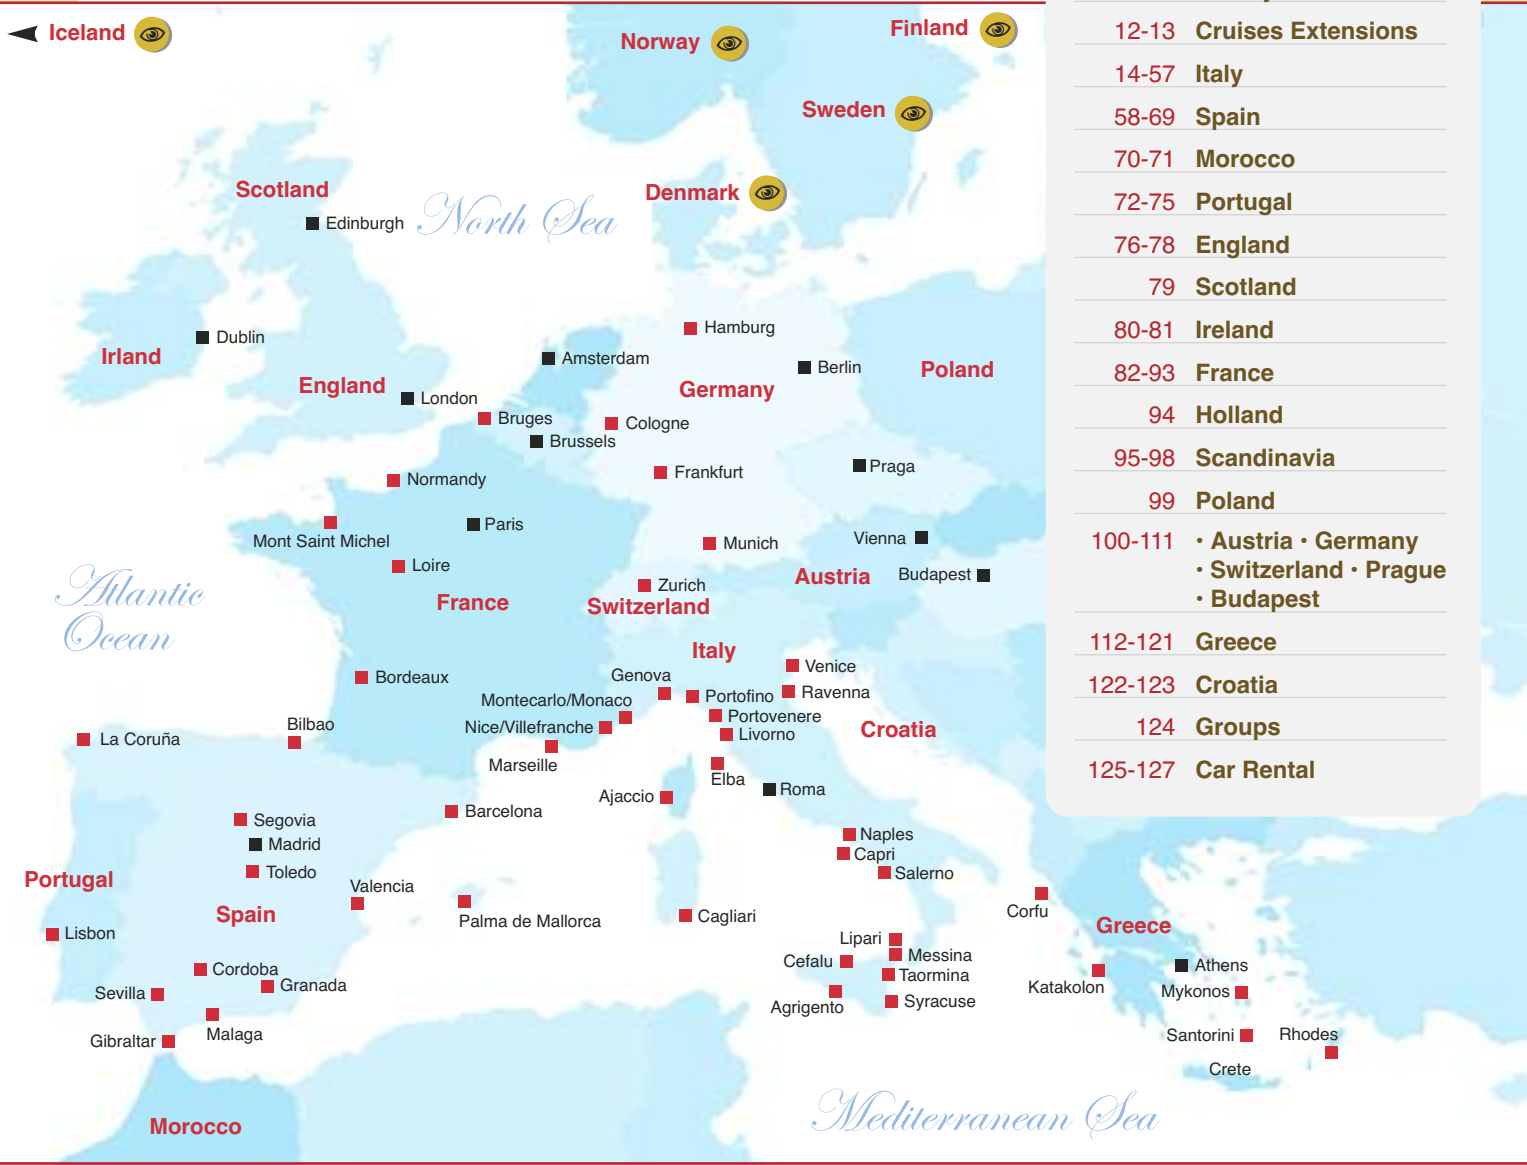 Iceland
Norway
Finland
Sweden
Denmark
Scotland
Edinburgh
North Sea
Dublin
Irland
England
London
Amsterdam
Hamburg
Berlin
Germany
Poland
Bruges
Cologne
Brussels
Normandy
Frankfurt
Praga
Paris
Mont Saint Michel
Munich
Vienna
Loire
Zurich
Austria
Budapest
France
Switzerland
Atlantic
Ocean
Italy
Venice
Genova
Bordeaux
Portofino
Ravenna
Montecarlo/Monaco
Portovenere
Nice/Villefranche
Livorno
Croatia
Bilbao
La Coruña
Marseille
Elba
Roma
Ajaccio
Barcelona
Segovia
Madrid
Toledo
Naples
Capri
Salerno
Portugal
Valencia
Spain
Palma de Mallorca
Cagliari
Corfu
Greece
Lisbon
Lipari
Messina
Cefalu
Taormina
Athens
Cordoba
Granada
Katakolon
Mykonos
Sevilla
Agrigento
Syracuse
Malaga
Gibraltar
Santorini
Rhodes
Crete
Mediterranean Sea
Morocco
12-13 Cruises Extensions
14-57 Italy
58-69 Spain
70-71 Morocco
72-75 Portugal
76-78 England
79 Scotland
80-81 Ireland
82-93 France
94 Holland
95-98 Scandinavia
99 Poland
100-111 • Austria • Germany
• Switzerland • Prague
• Budapest
112-121 Greece
122-123 Croatia
124 Groups
125-127 Car Rental